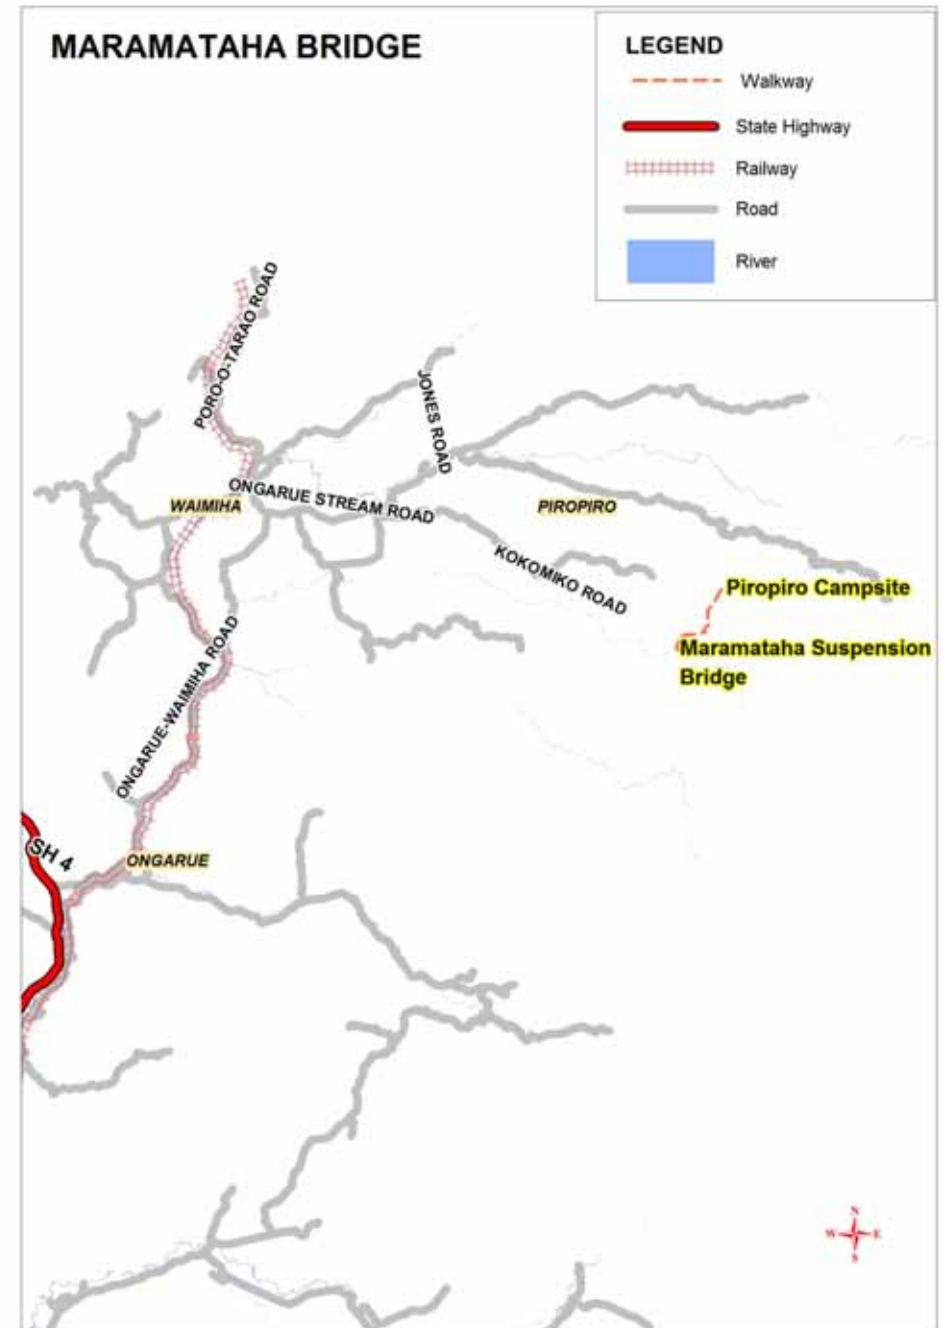 MARAMATAHA BRIDGE
LEGEND
Walkway
State Highway
Railway
Road
River
PORO-O-TARAO ROAD
JONES ROAD
ONGARUE STREAM ROAD
WAIMIHA
PIROPIRO
KOKOMIKO ROAD
Piropiro Campsite
Maramataha Suspension
Bridge
ONGARUE-WAIMIHA ROAD
SH 4
ONGARUE
N
W E
S